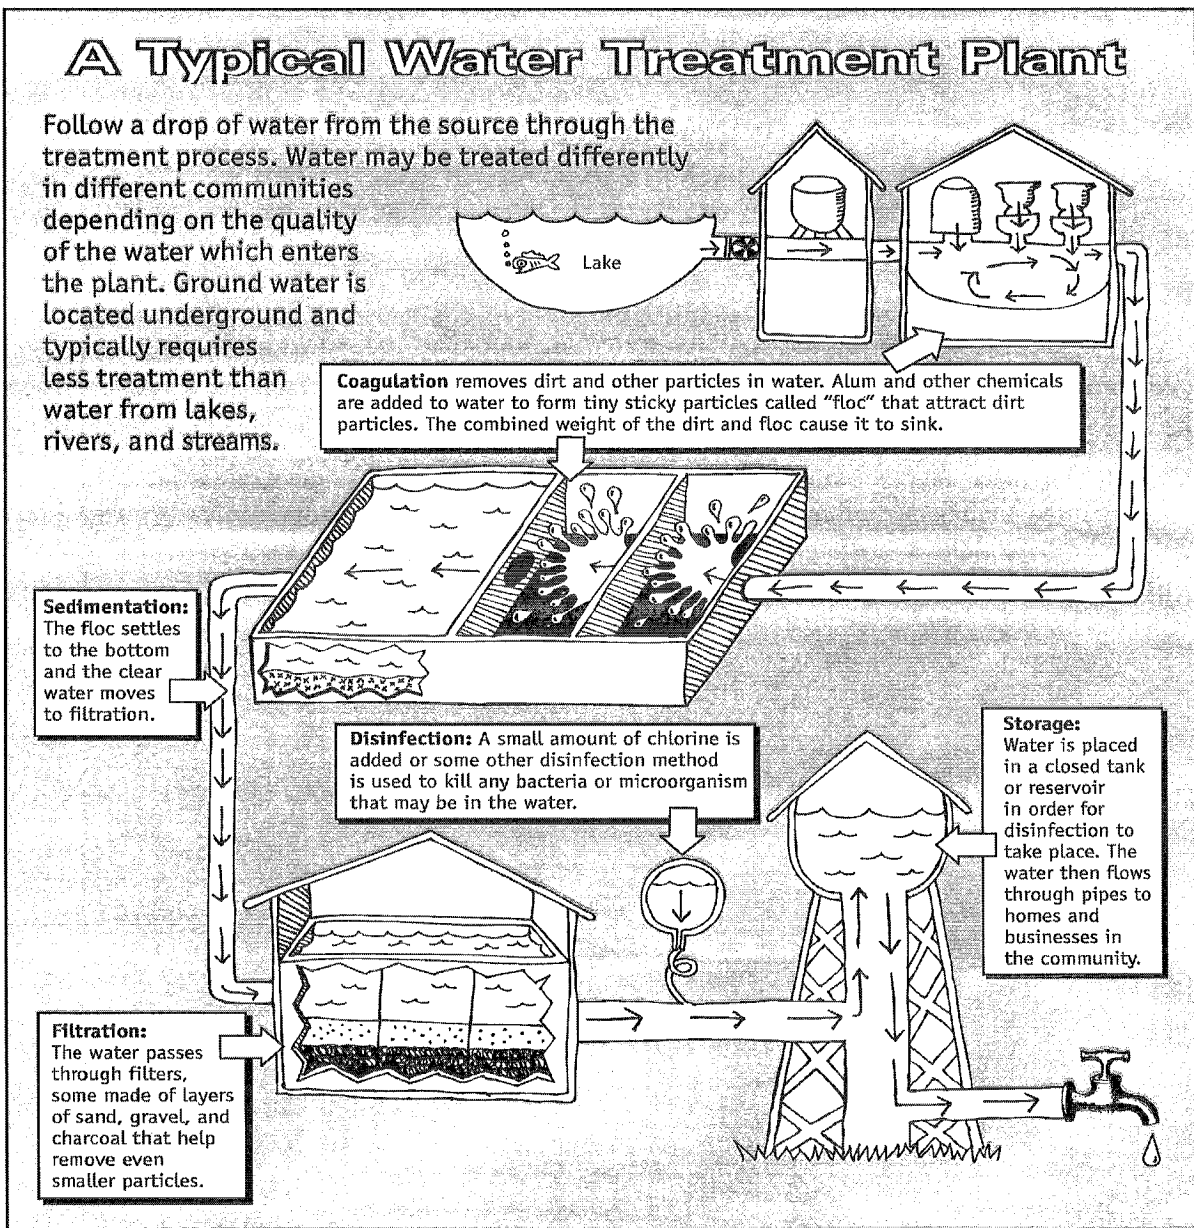 A Typical Water Treatment Plant
Follow a drop of water from the source through the
treatment process. Water may be treated differently
in different communities
depending on the quality
of the water which enters
the plant. Ground water is
located underground and
typically requires
less treatment than
water from lakes,
rivers, and streams.
Lake
Coagulation removes dirt and other particles in water. Alum and other chemicals
are added to water to form tiny sticky particles called "floc" that attract dirt
particles. The combined weight of the dirt and floc cause it to sink.
Sedimentation:
The floc settles
to the bottom
and the clear
water moves
to filtration.
Disinfection: A small amount of chlorine is
added or some other disinfection method
is used to kill any bacteria or microorganism
that may be in the water.
Storage:
Water is placed
in a closed tank
or reservoir
in order for
disinfection to
take place. The
water then flows
through pipes to
homes and
businesses in
the community.
Filtration:
The water passes
through filters,
some made of layers
of sand, gravel, and
charcoal that help
remove even
smaller particles.